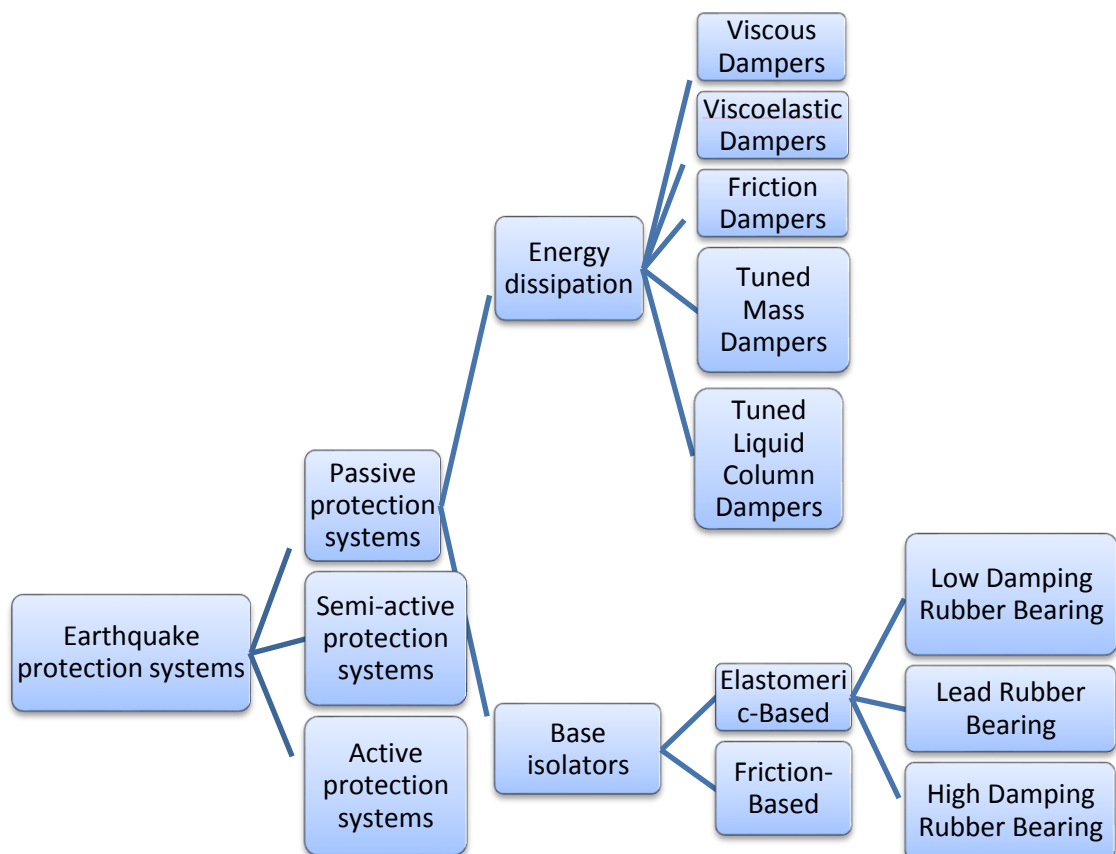 Viscous
Dampers
Viscoelastic
Dampers
Friction
Dampers
Energy
dissipation
Tuned
Mass
Dampers
Tuned
Liquid
Column
Dampers
Passive
protection
systems
Semi-active
protection
systems
Earthquake
protection systems
Active
protection
systems
Base
isolators
Elastomeri
c-Based
Friction-
Based
Low Damping
Rubber Bearing
Lead Rubber
Bearing
High Damping
Rubber Bearing